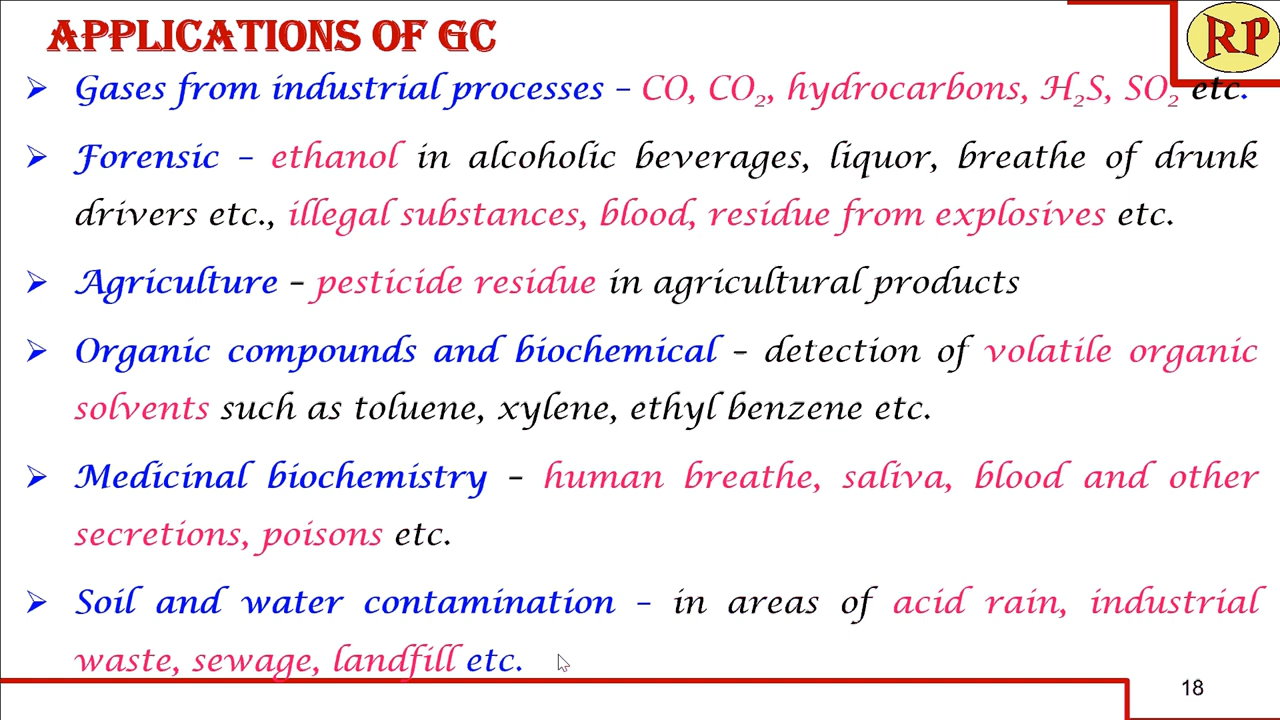 APPLICATIONS OF GC
RP
➢ Gases from industrial processes – CO, CO₂, hydrocarbons, H₂S, SO₂ etc.
➢ Forensic – ethanol in alcoholic beverages, liquor, breathe of drunk
drivers etc., illegal substances, blood, residue from explosives etc.
➢ Agriculture – pesticide residue in agricultural products
➢ Organic compounds and biochemical – detection of volatile organic
solvents such as toluene, xylene, ethyl benzene etc.
➢ Medicinal biochemistry – human breathe, saliva, blood and other
secretions, poisons etc.
➢ Soil and water contamination – in areas of acid rain, industrial
waste, sewage, landfill etc.
18